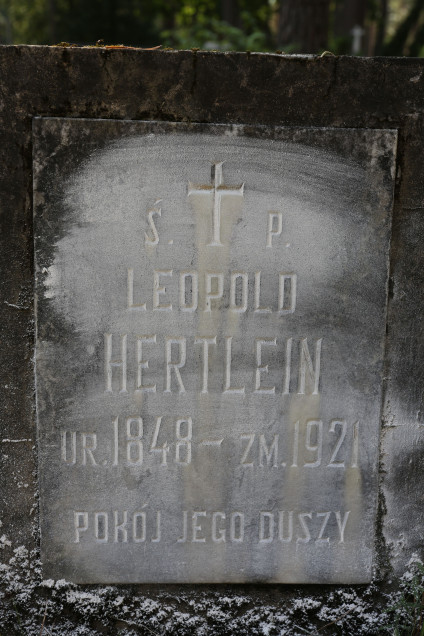 Ś. P.
LEOPOLD
HERTLEIN
UR. 1848 – ZM. 1921
POKÓJ JEGO DUSZY